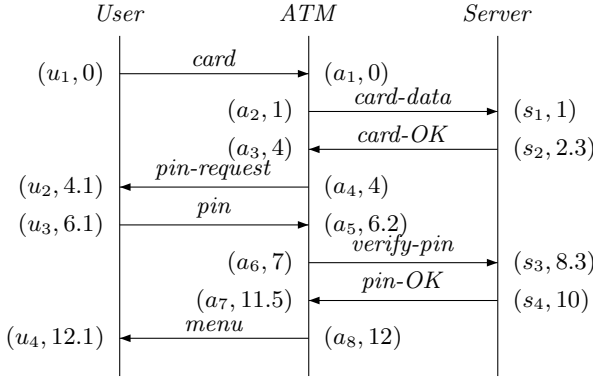 User ATM Server
card
(u₁, 0) (a₁, 0)
card-data
(a₂, 1) (s₁, 1)
card-OK
(a₃, 4) (s₂, 2.3)
pin-request
(u₂, 4.1) (a₄, 4)
pin
(u₃, 6.1) (a₅, 6.2)
verify-pin
(a₆, 7) (s₃, 8.3)
pin-OK
(a₇, 11.5) (s₄, 10)
menu
(u₄, 12.1) (a₈, 12)